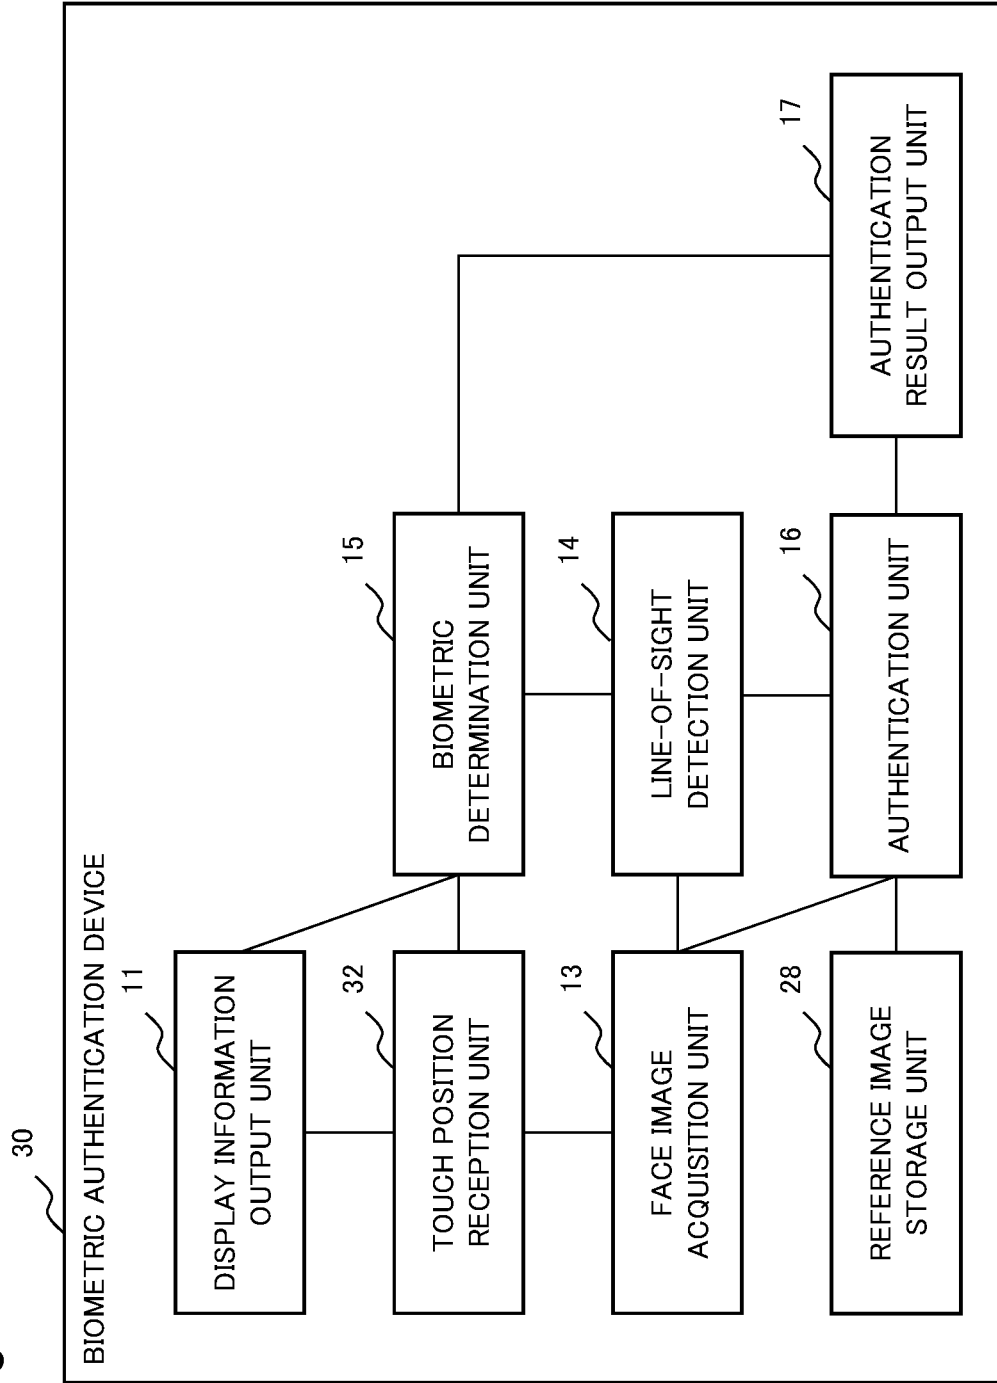 30
BIOMETRIC AUTHENTICATION DEVICE
11
DISPLAY INFORMATION
OUTPUT UNIT
32
TOUCH POSITION
RECEPTION UNIT
13
FACE IMAGE
ACQUISITION UNIT
28
REFERENCE IMAGE
STORAGE UNIT
15
BIOMETRIC
DETERMINATION UNIT
14
LINE-OF-SIGHT
DETECTION UNIT
16
AUTHENTICATION UNIT
17
AUTHENTICATION
RESULT OUTPUT UNIT